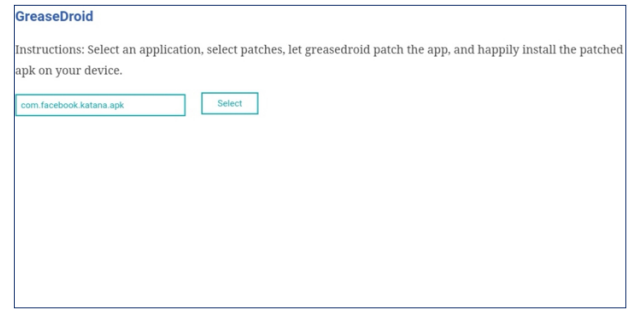 GreaseDroid
Instructions: Select an application, select patches, let greasedroid patch the app, and happily install the patched
apk on your device.
com.facebook.katana.apk Select